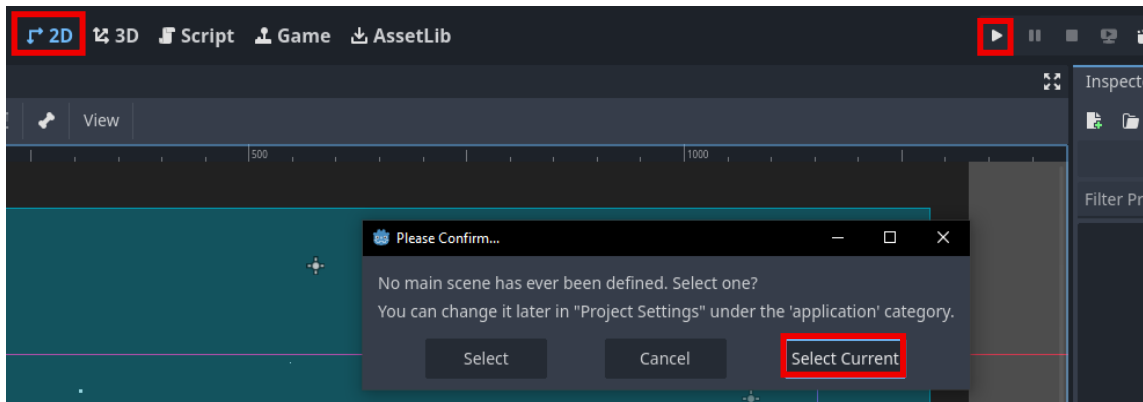 2D 3D Script Game AssetLib
Inspect
View
500 1000
Filter Pr
Please Confirm...
No main scene has ever been defined. Select one?
You can change it later in "Project Settings" under the 'application' category.
Select Cancel Select Current